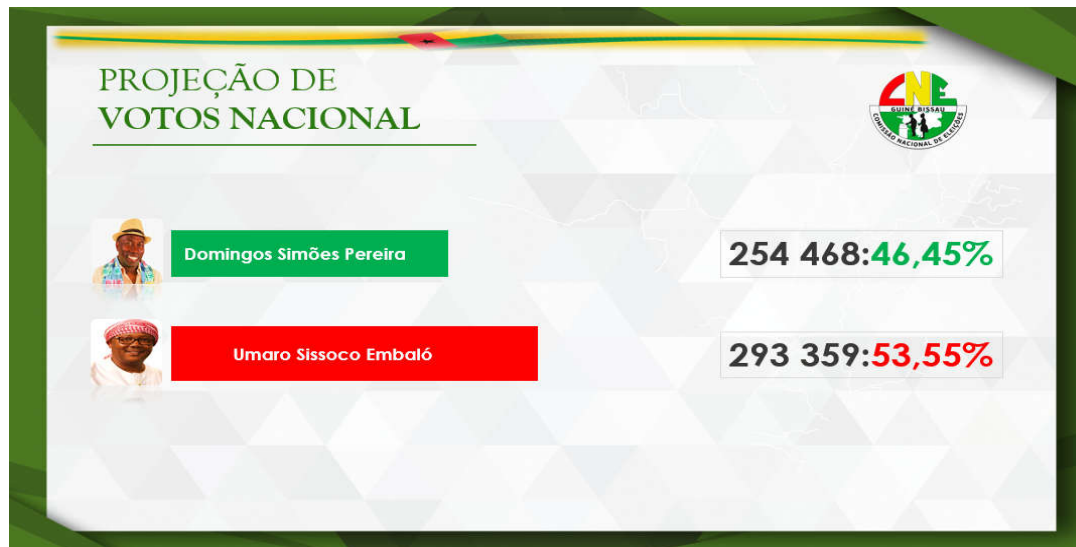 PROJEÇÃO DE
VOTOS NACIONAL
CNE
GUINÉ BISSAU
COMISSÃO NACIONAL DE ELEIÇÕES
Domingos Simões Pereira
254 468:46,45%
Umaro Sissoco Embaló
293 359:53,55%